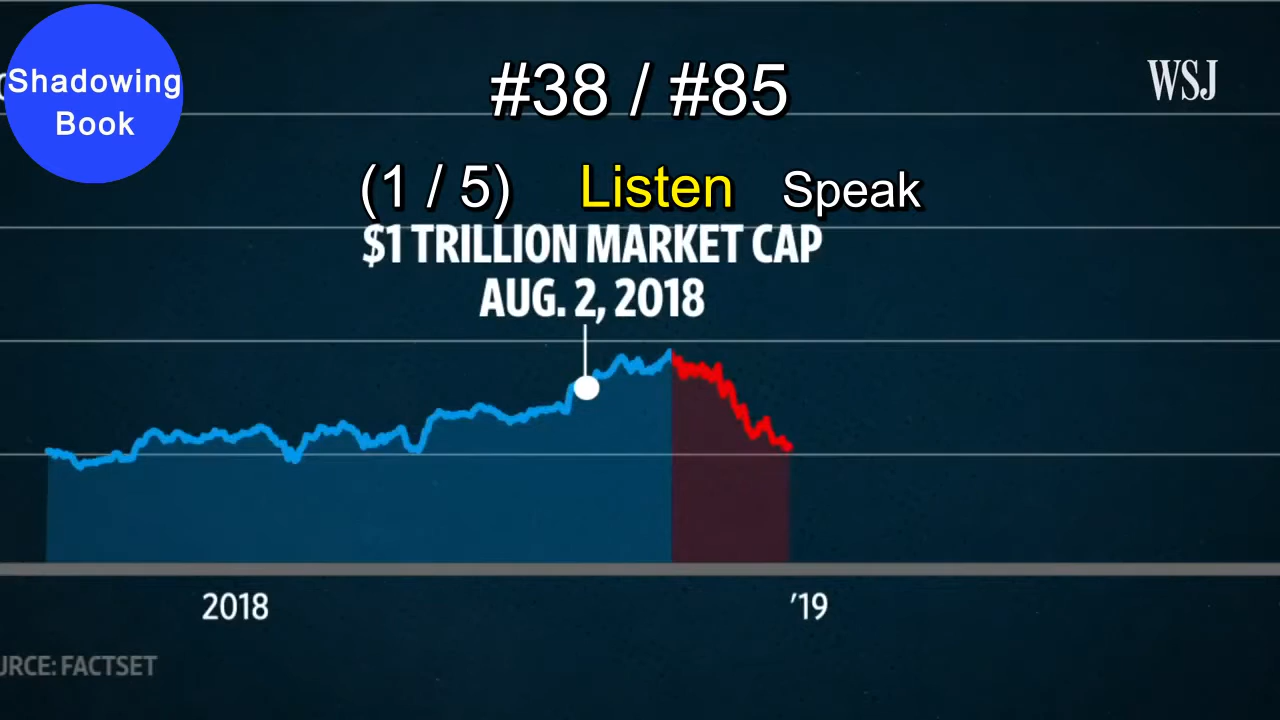 Shadowing
Book
#38 / #85
WSJ
(1 / 5) Listen Speak
$1 TRILLION MARKET CAP
AUG. 2, 2018
2018
'19
URCE: FACTSET